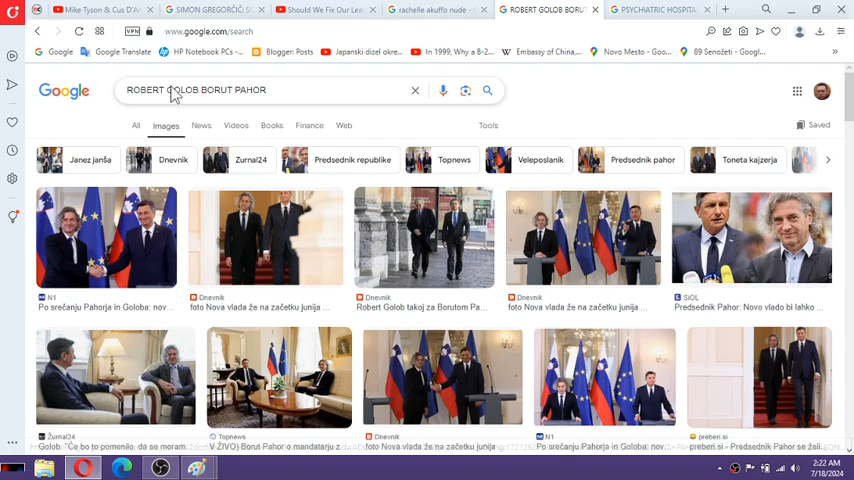 Mike Tyson & Cus D'A
SIMON GREGORČIČ: S
Should We Fix Our Lea
rachelle akuffo nude -
ROBERT GOLOB BORUT
PSYCHIATRIC HOSPITAL
VPN
www.google.com/search
Google
Google Translate
HP Notebook PC -...
Blogger: Posts
Japanski dizel okre...
In 1999, Why a B-2...
Embassy of China,...
Novo Mesto - Goog...
89 Šenožeti - Googl...
Google
ROBERT GOLOB BORUT PAHOR
All
Images
News
Videos
Books
Finance
Web
Tools
Saved
Janez janša
Dnevnik
Zurnal24
Predsednik republike
Topnews
Veleposlanik
Predsednik pahor
Toneta kajzerja
N1
Po srečanju Pahorja in Goloba: nov...
Dnevnik
foto Nova vlada že na začetku junija ...
Dnevnik
Robert Golob takoj za Borutom Pa...
Dnevnik
foto Nova vlada že na začetku junija ...
SiOL
Predsednik Pahor: Novo vlado bi lahko ...
Žurnal24
Golob: "Če bo to pomenilo, da se moram
Topnews
V ŽIVO) Borut Pahor o mandatarju z
Dnevnik
foto Nova vlada že na začetku junija
N1
Po srečanju Pahorja in Goloba: nov...
preberi.si
preberi - Predsednik Pahor se želi
2:22 AM
7/18/2024